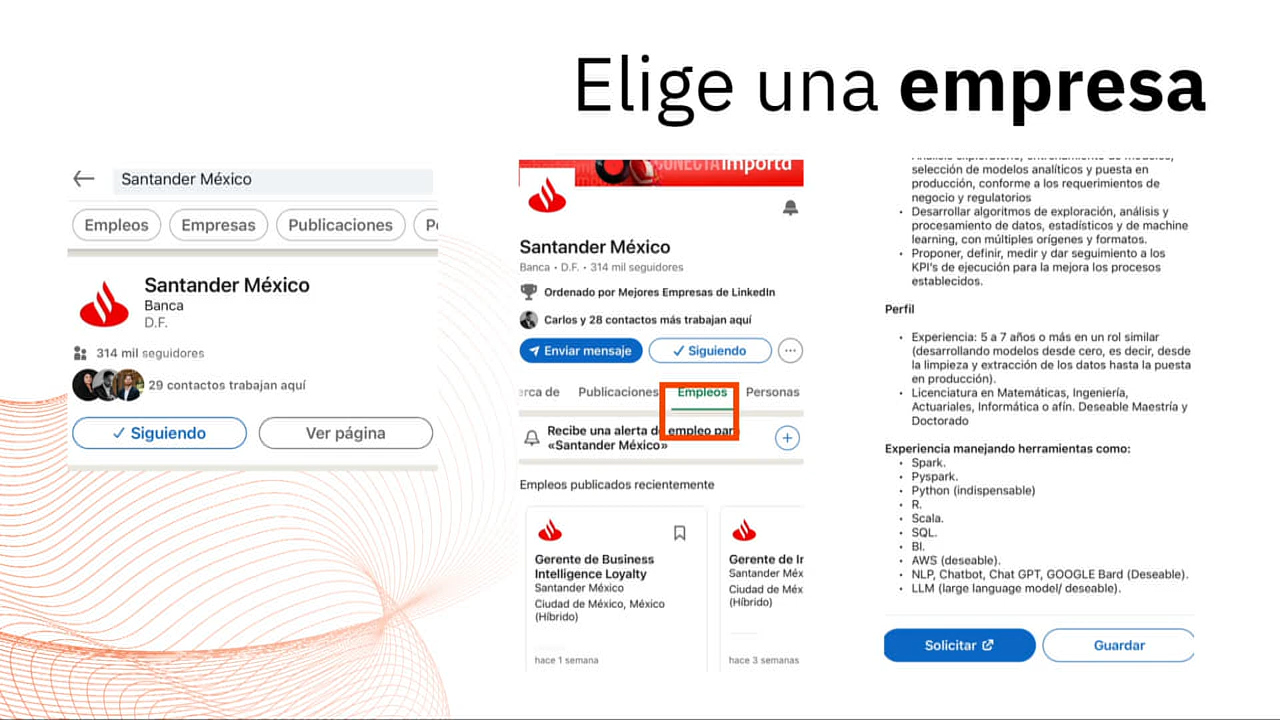 Elige una empresa
Santander México
Empleos
Empresas
Publicaciones
Santander México
Banca
D.F.
314 mil seguidores
29 contactos trabajan aquí
✓ Siguiendo
Ver página
importa
Santander México
Banca • D.F. • 314 mil seguidores
Ordenado por Mejores Empresas de LinkedIn
Carlos y 28 contactos más trabajan aquí
Enviar mensaje
✓ Siguiendo
erca de
Publicaciones
Empleos
Personas
Recibe una alerta de empleo par
«Santander México»
Empleos publicados recientemente
Gerente de Business
Intelligence Loyalty
Santander México
Ciudad de México, México
(Híbrido)
hace 1 semana
Gerente de Ir
Santander Méx
Ciudad de Méx
(Híbrido)
hace 3 semanas
selección de modelos analíticos y puesta en
producción, conforme a los requerimientos de
negocio y regulatorios
• Desarrollar algoritmos de exploración, análisis y
procesamiento de datos, estadísticos y de machine
learning, con múltiples orígenes y formatos.
• Proponer, definir, medir y dar seguimiento a los
KPI's de ejecución para la mejora los procesos
establecidos.
Perfil
• Experiencia: 5 a 7 años o más en un rol similar
(desarrollando modelos desde cero, es decir, desde
la limpieza y extracción de los datos hasta la puesta
en producción).
• Licenciatura en Matemáticas, Ingeniería,
Actuariales, Informática o afín. Deseable Maestría y
Doctorado
Experiencia manejando herramientas como:
• Spark.
• Pyspark.
• Python (indispensable)
• R.
• Scala.
• SQL.
• BI.
• AWS (deseable).
• NLP, Chatbot, Chat GPT, GOOGLE Bard (Deseable).
• LLM (large language model/ deseable).
Solicitar
Guardar